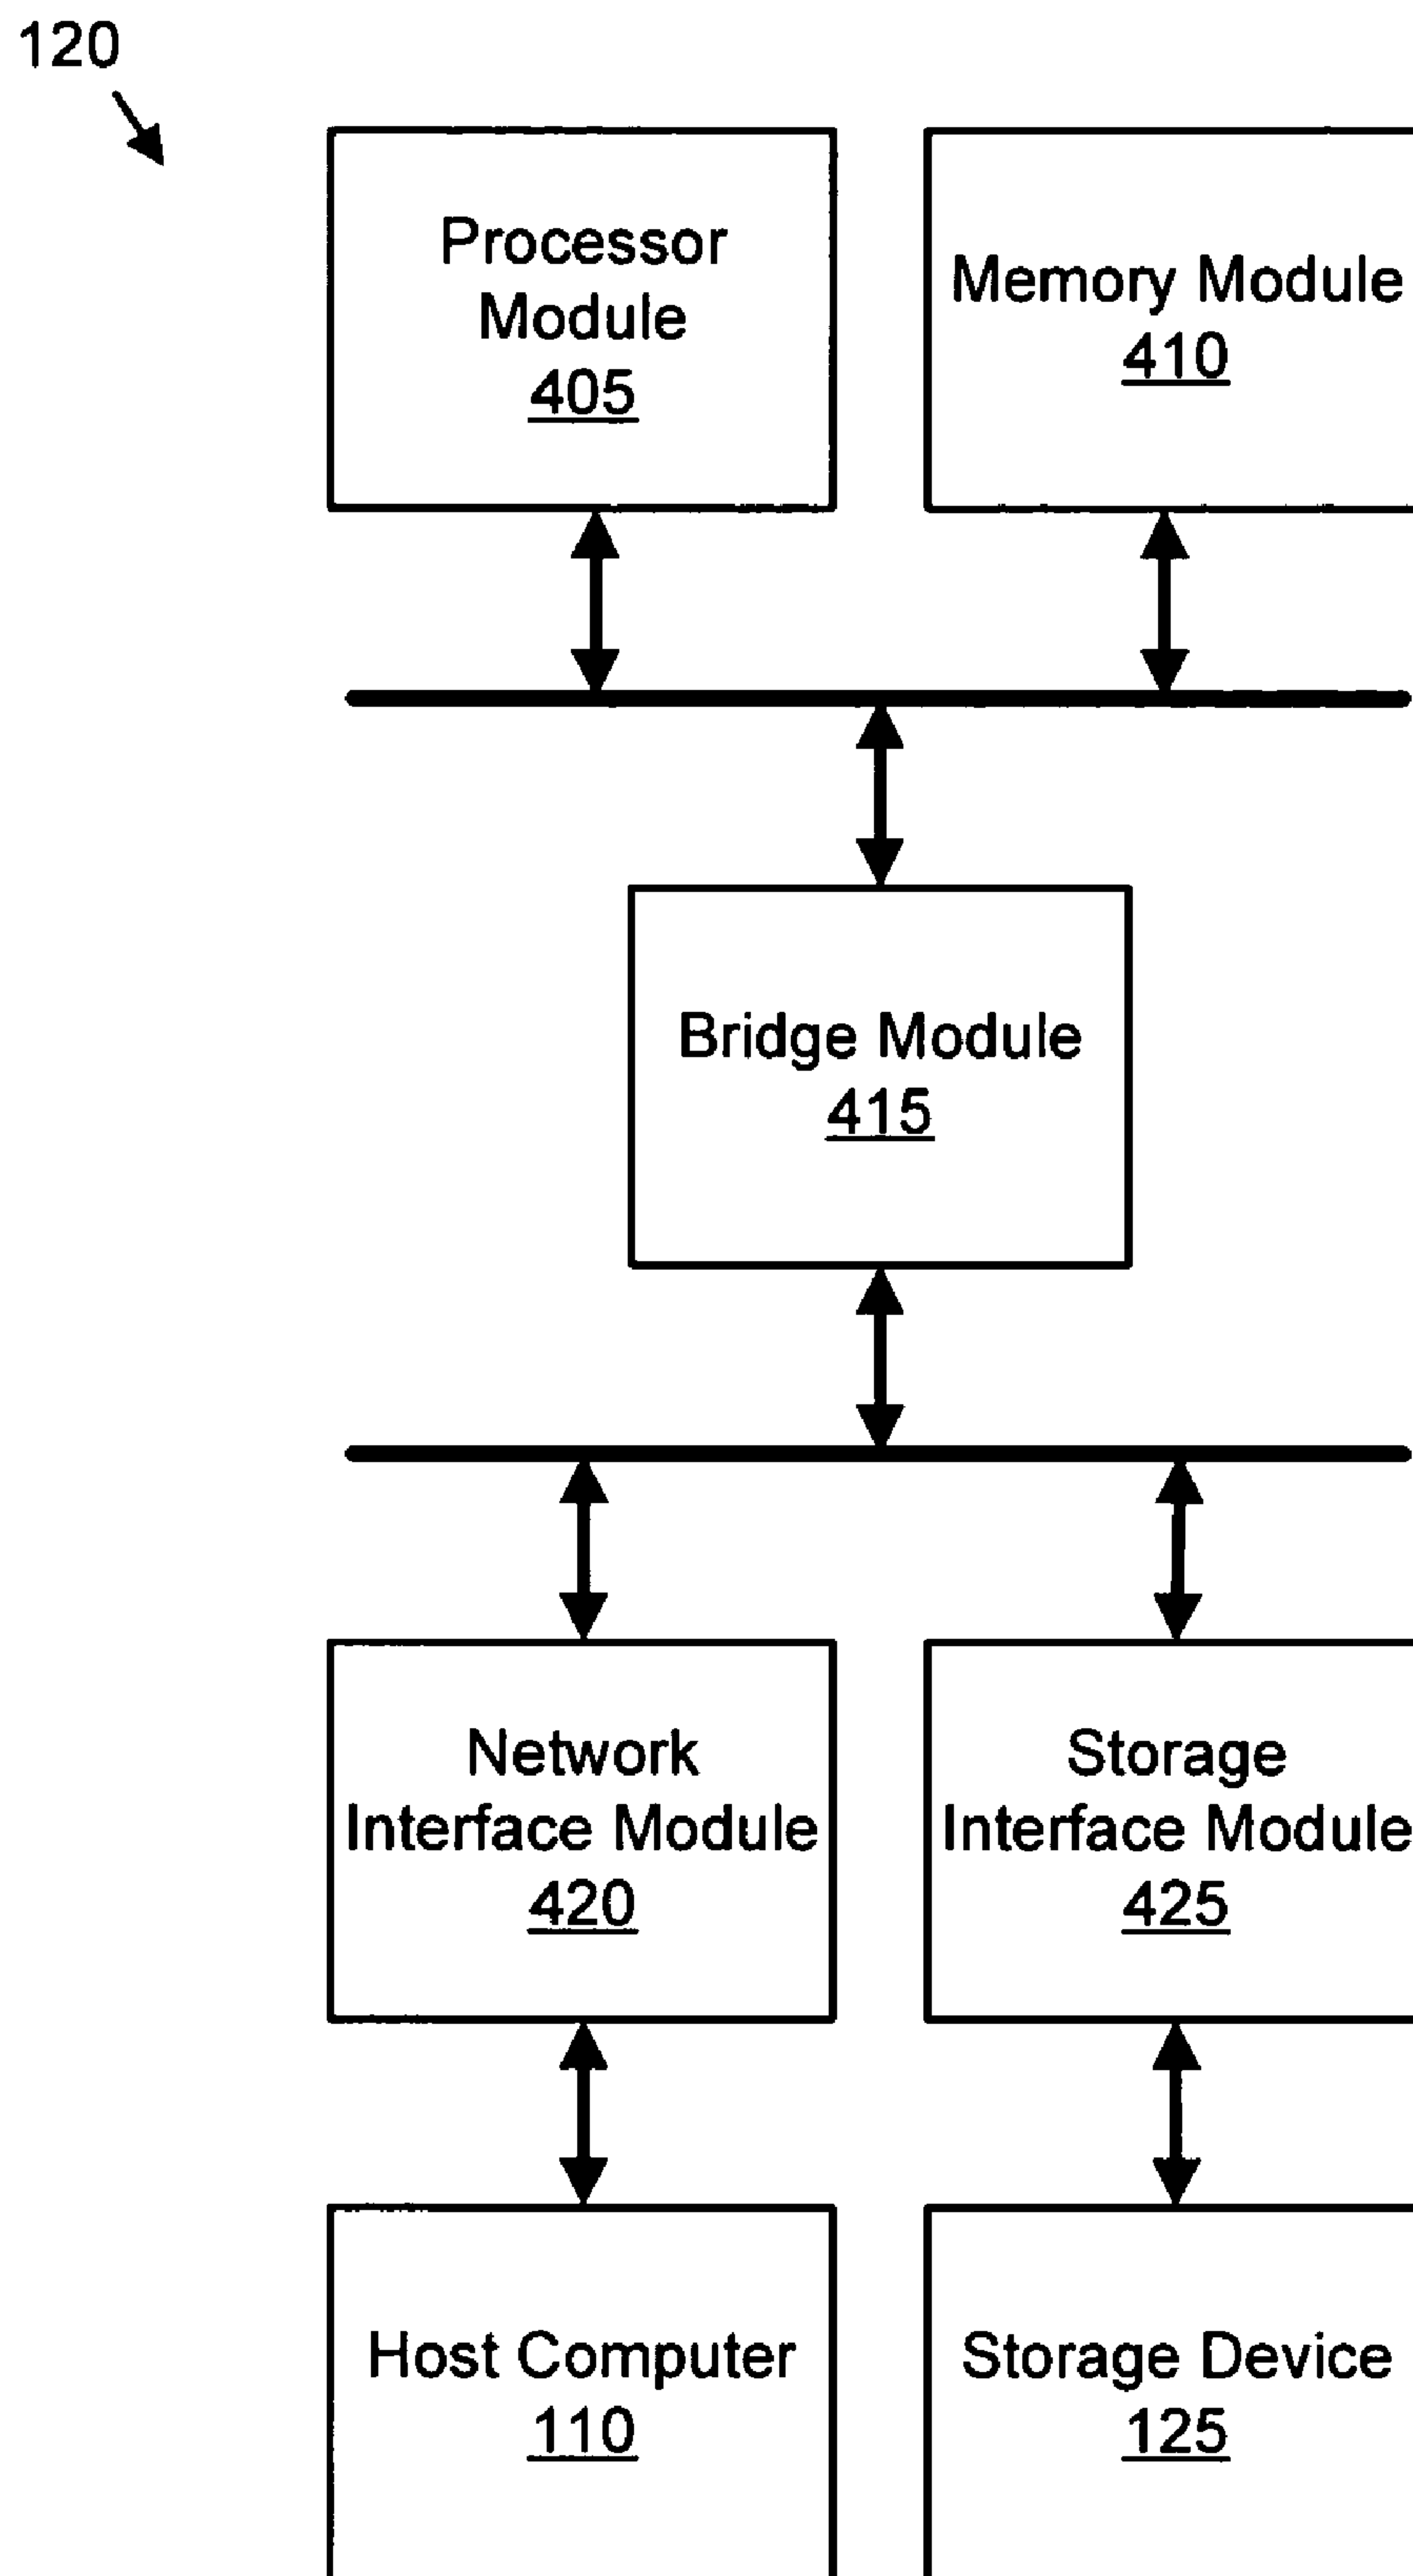 120
Processor
Module
405
Memory Module
410
Bridge Module
415
Network
Interface Module
420
Storage
Interface Module
425
Host Computer
110
Storage Device
125